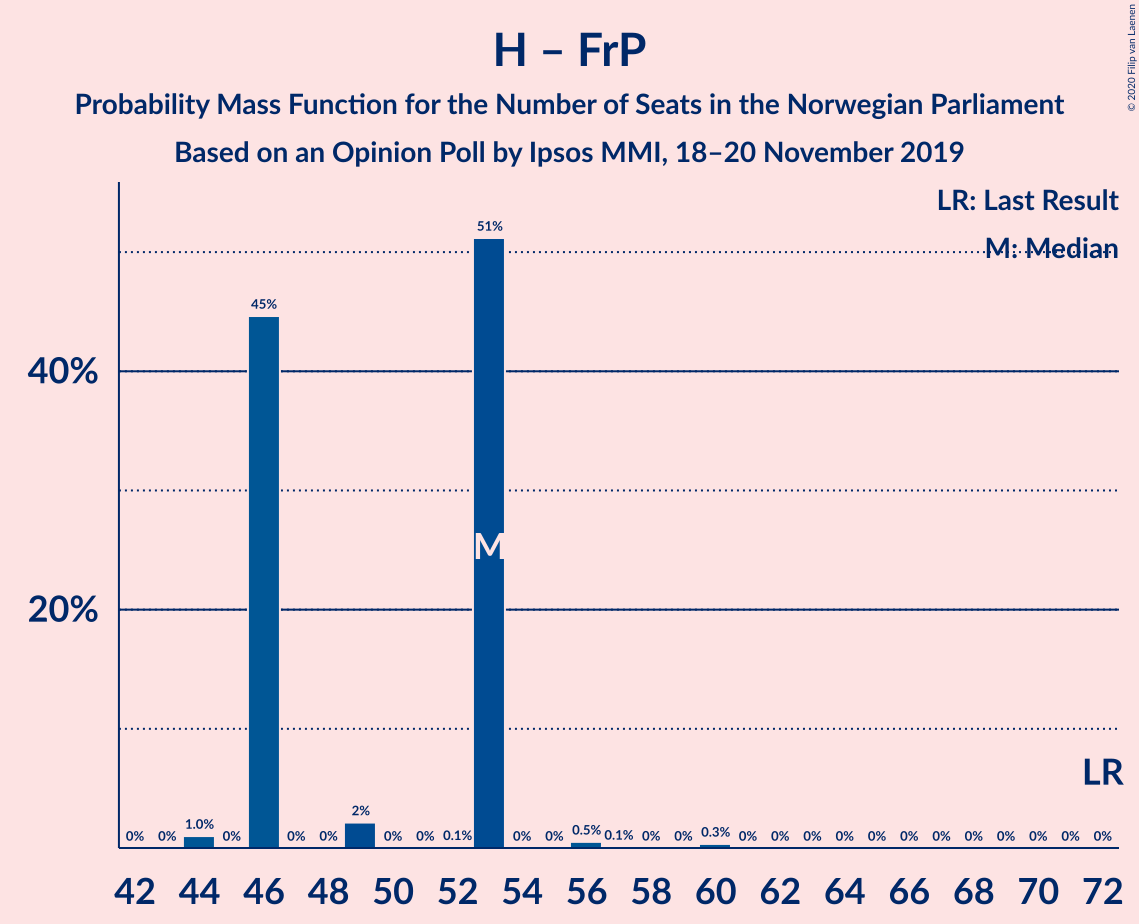 H – FrP
Probability Mass Function for the Number of Seats in the Norwegian Parliament
Based on an Opinion Poll by Ipsos MMI, 18–20 November 2019
© 2020 Filip van Laenen
LR: Last Result
M: Median
51%
45%
40%
M
20%
LR
0% 0% 1.0% 0% 0% 0% 2% 0% 0% 0.1% 0% 0% 0.5% 0.1% 0% 0% 0.3% 0% 0% 0% 0% 0% 0% 0% 0% 0% 0% 0% 0%
42 44 46 48 50 52 54 56 58 60 62 64 66 68 70 72